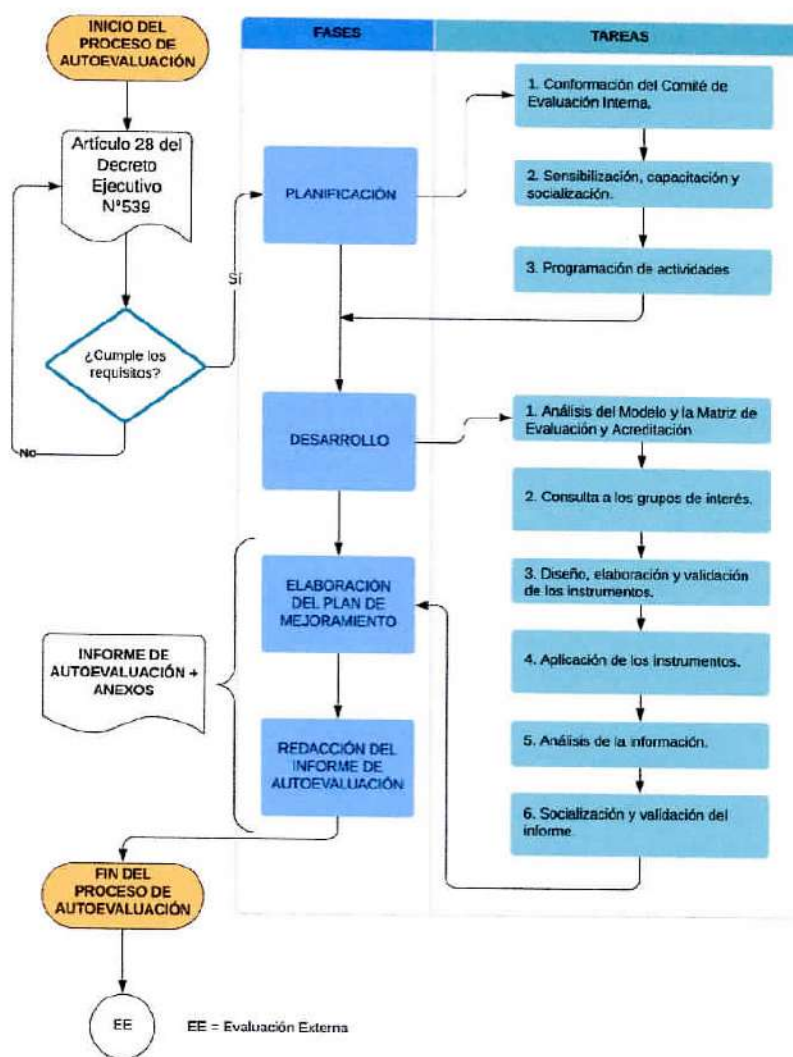 INICIO DEL
PROCESO DE
AUTOEVALUACIÓN
Artículo 28 del
Decreto
Ejecutivo
N°539
¿Cumple los
requisitos?
No
Sí
FASES
TAREAS
PLANIFICACIÓN
1. Conformación del Comité de
Evaluación Interna.
2. Sensibilización, capacitación y
socialización.
3. Programación de actividades
DESARROLLO
1. Análisis del Modelo y la Matriz de
Evaluación y Acreditación
2. Consulta a los grupos de interés.
3. Diseño, elaboración y validación
de los instrumentos.
4. Aplicación de los instrumentos.
5. Análisis de la información.
6. Socialización y validación del
informe.
ELABORACIÓN
DEL PLAN DE
MEJORAMIENTO
REDACCIÓN DEL
INFORME DE
AUTOEVALUACIÓN
INFORME DE
AUTOEVALUACIÓN +
ANEXOS
FIN DEL
PROCESO DE
AUTOEVALUACIÓN
EE
EE = Evaluación Externa